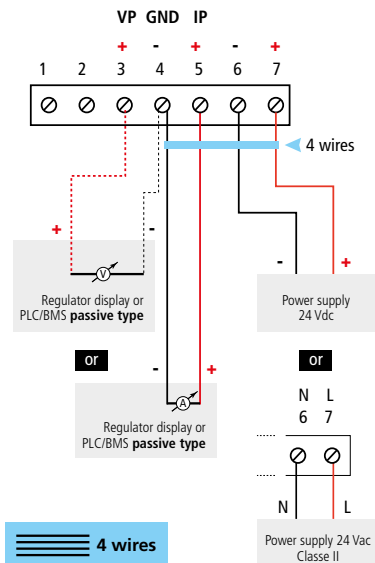 VP GND IP
+ - + - +
1 2 3 4 5 6 7
4 wires
+ -
V
Regulator display or
PLC/BMS passive type
- +
Power supply
24 Vdc
or
or
- +
A
Regulator display or
PLC/BMS passive type
N L
6 7
N L
4 wires
Power supply 24 Vac
Classe II